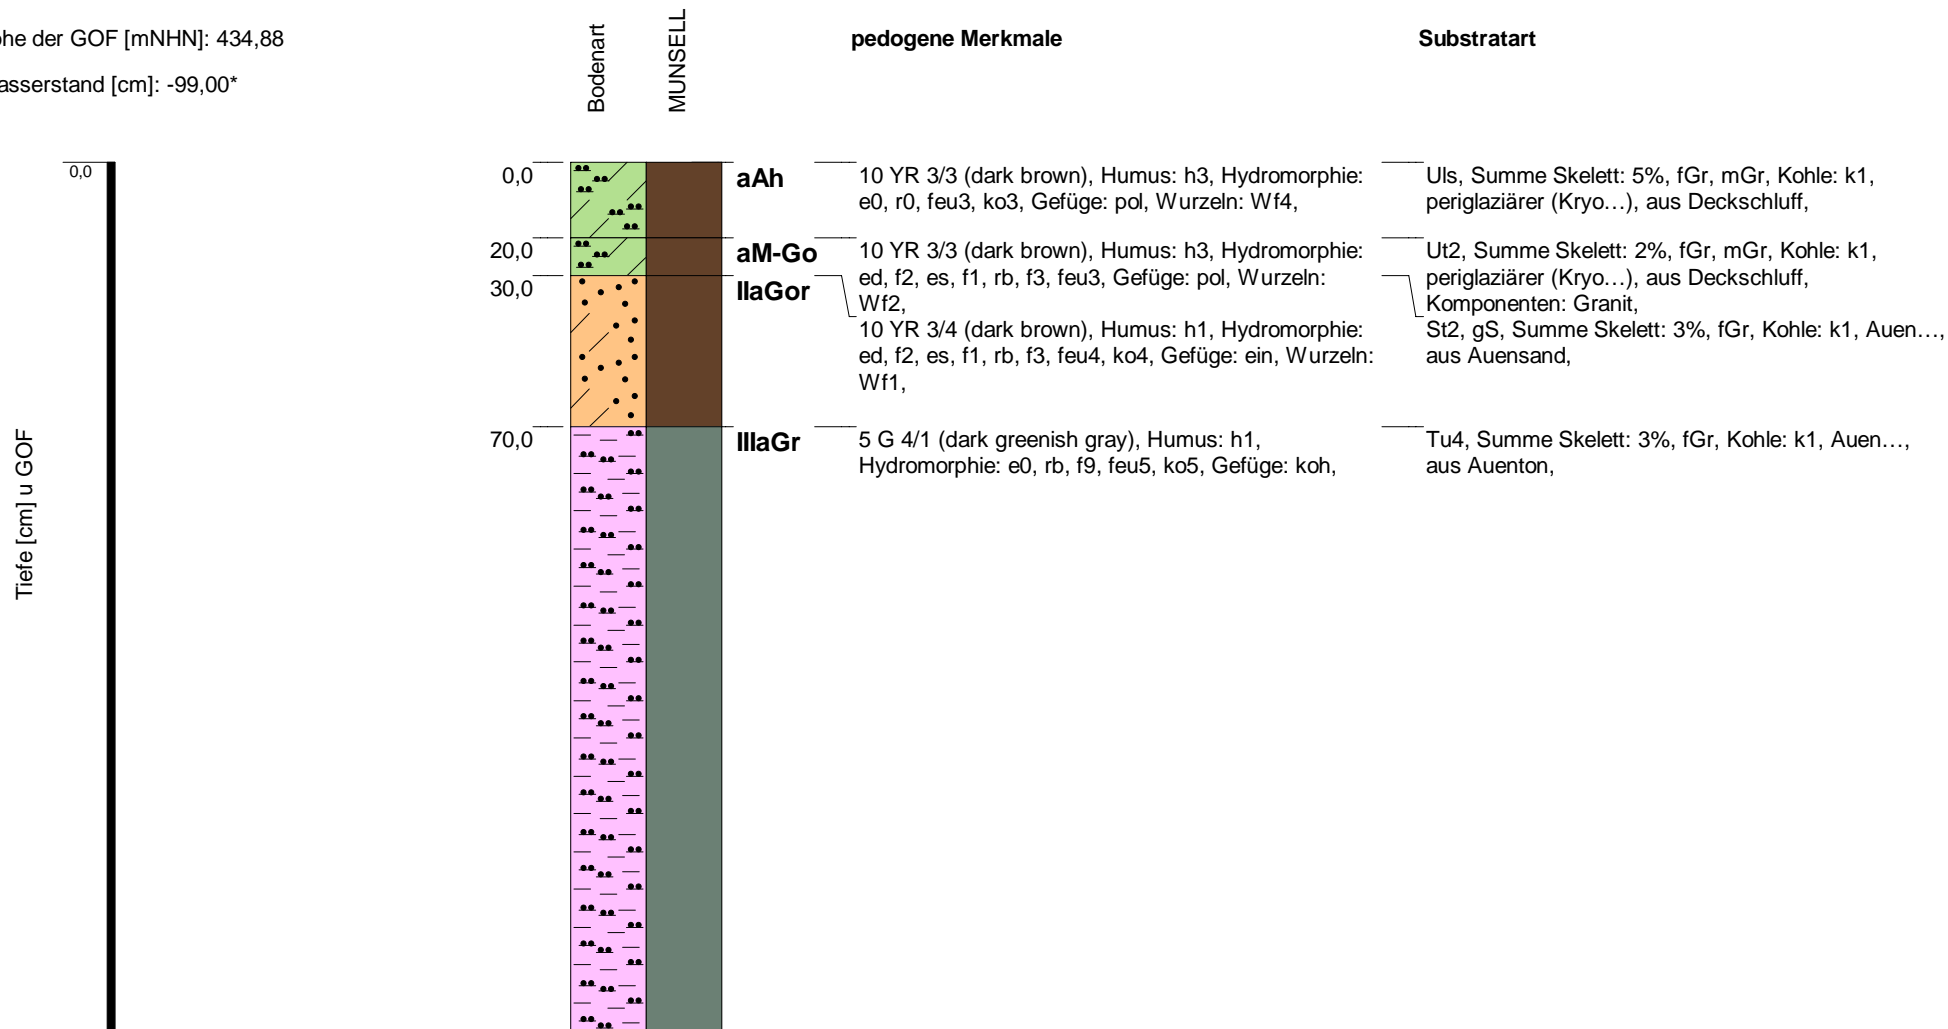 öhe der GOF [mNHN]: 434,88
asserstand [cm]: -99,00*
Bodenart
MUNSELL
pedogene Merkmale
Substratart
Tiefe [cm] u GOF
0,0
0,0
aAh
10 YR 3/3 (dark brown), Humus: h3, Hydromorphie:
e0, r0, feu3, ko3, Gefüge: pol, Wurzeln: Wf4,
Uls, Summe Skelett: 5%, fGr, mGr, Kohle: k1,
periglaziärer (Kryo…), aus Deckschluff,
20,0
aM-Go
10 YR 3/3 (dark brown), Humus: h3, Hydromorphie:
ed, f2, es, f1, rb, f3, feu3, Gefüge: pol, Wurzeln:
Wf2,
Ut2, Summe Skelett: 2%, fGr, mGr, Kohle: k1,
periglaziärer (Kryo…), aus Deckschluff,
Komponenten: Granit,
30,0
IIaGor
10 YR 3/4 (dark brown), Humus: h1, Hydromorphie:
ed, f2, es, f1, rb, f3, feu4, ko4, Gefüge: ein, Wurzeln:
Wf1,
St2, gS, Summe Skelett: 3%, fGr, Kohle: k1, Auen…,
aus Auensand,
70,0
IIIaGr
5 G 4/1 (dark greenish gray), Humus: h1,
Hydromorphie: e0, rb, f9, feu5, ko5, Gefüge: koh,
Tu4, Summe Skelett: 3%, fGr, Kohle: k1, Auen…,
aus Auenton,